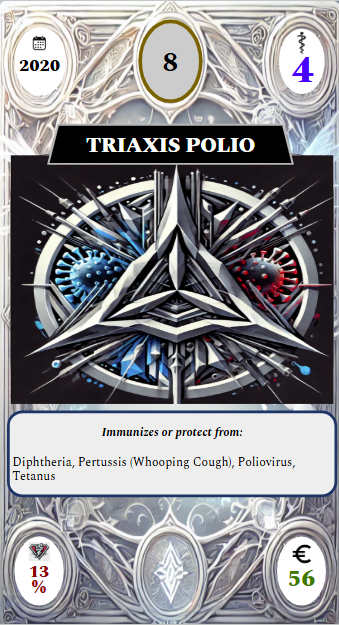 2020
8
4
TRIAXIS POLIO
Immunizes or protect from:
Diphtheria, Pertussis (Whooping Cough), Poliovirus,
Tetanus
13
%
€
56